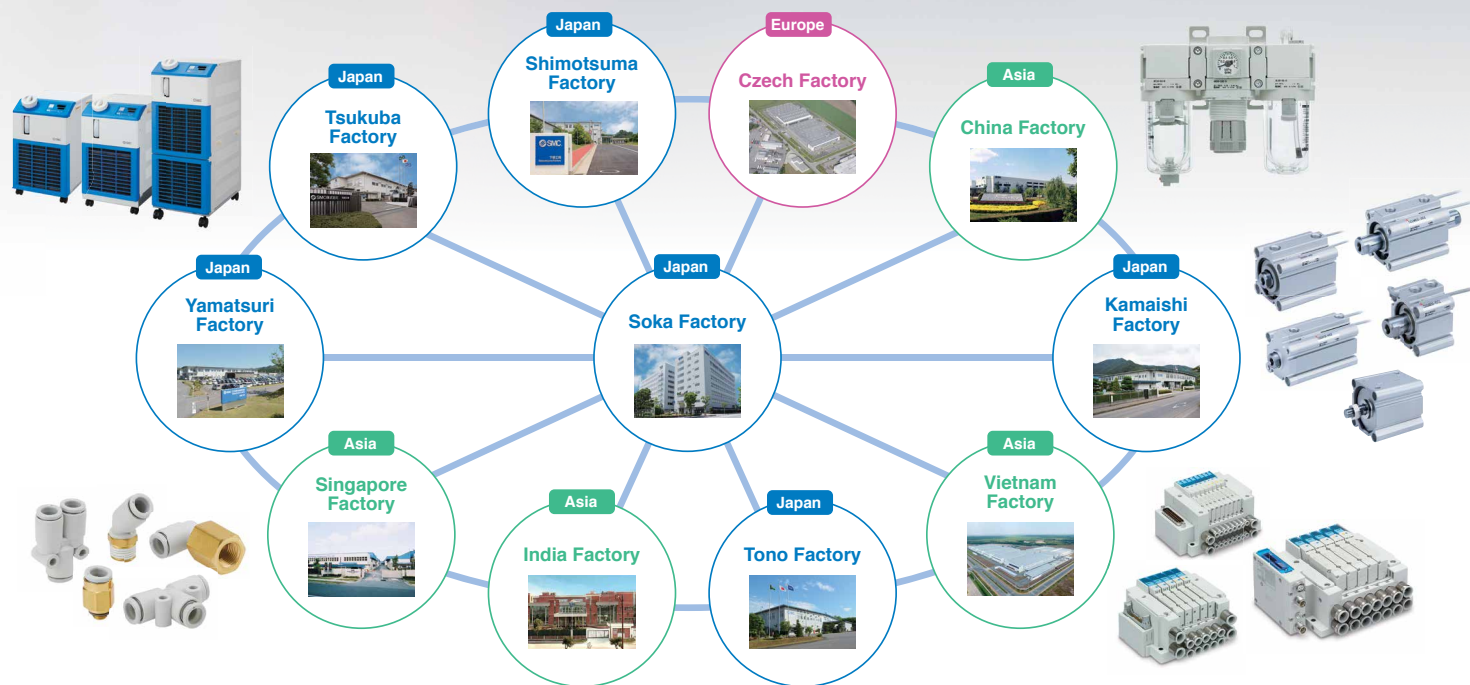 Japan
Shimotsuma
Factory
SMC
Europe
Czech Factory
Japan
Tsukuba
Factory
Asia
China Factory
Japan
Yamatsuri
Factory
Japan
Soka Factory
Japan
Kamaishi
Factory
Asia
Singapore
Factory
Asia
India Factory
Japan
Tono Factory
Asia
Vietnam
Factory